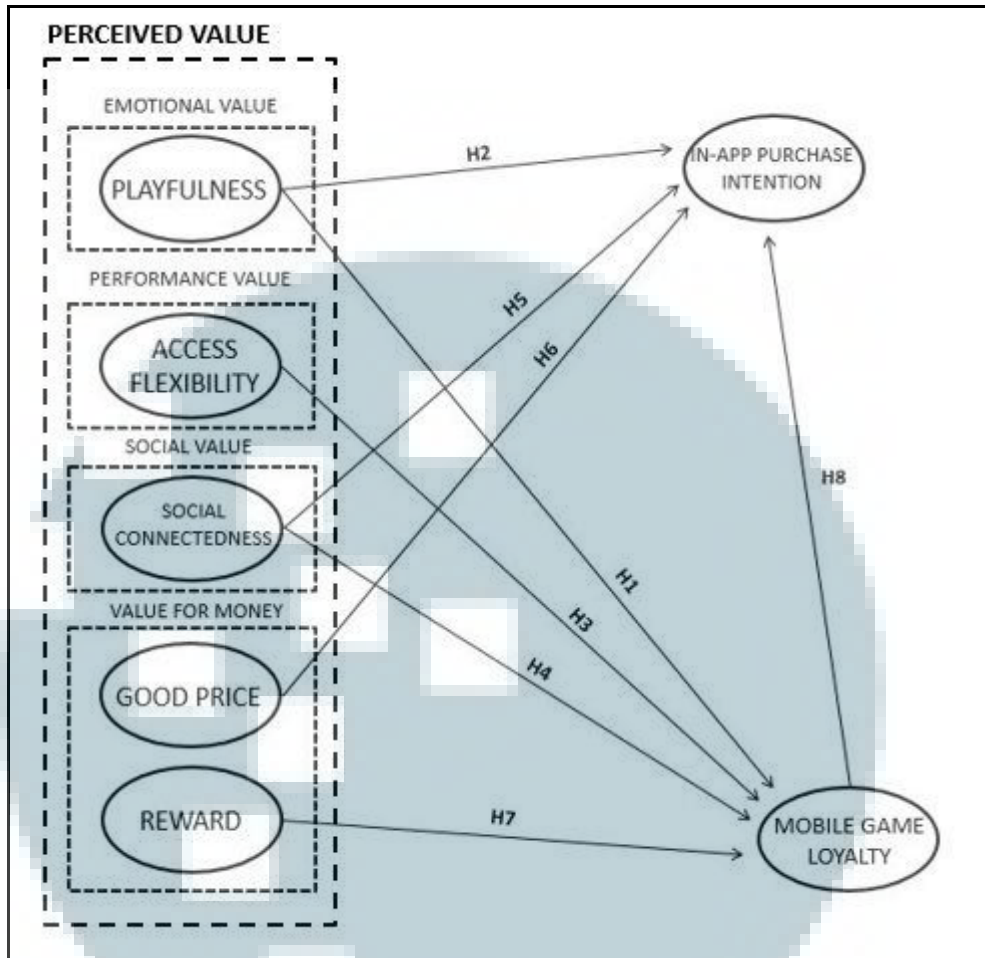 PERCEIVED VALUE
EMOTIONAL VALUE
PLAYFULNESS
PERFORMANCE VALUE
ACCESS
FLEXIBILITY
SOCIAL VALUE
SOCIAL
CONNECTEDNESS
VALUE FOR MONEY
GOOD PRICE
REWARD
H2
H5
H6
H1
H3
H4
H7
H8
IN-APP PURCHASE
INTENTION
MOBILE GAME
LOYALTY